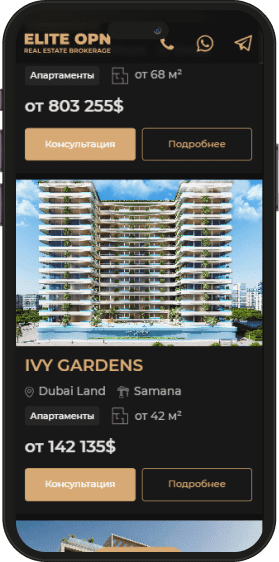 ELITE OPN
REAL ESTATE BROKERAGE
Апартаменты от 68 м²
от 803 255$
Консультация Подробнее
IVY GARDENS
Dubai Land Samana
Апартаменты от 42 м²
от 142 135$
Консультация Подробнее